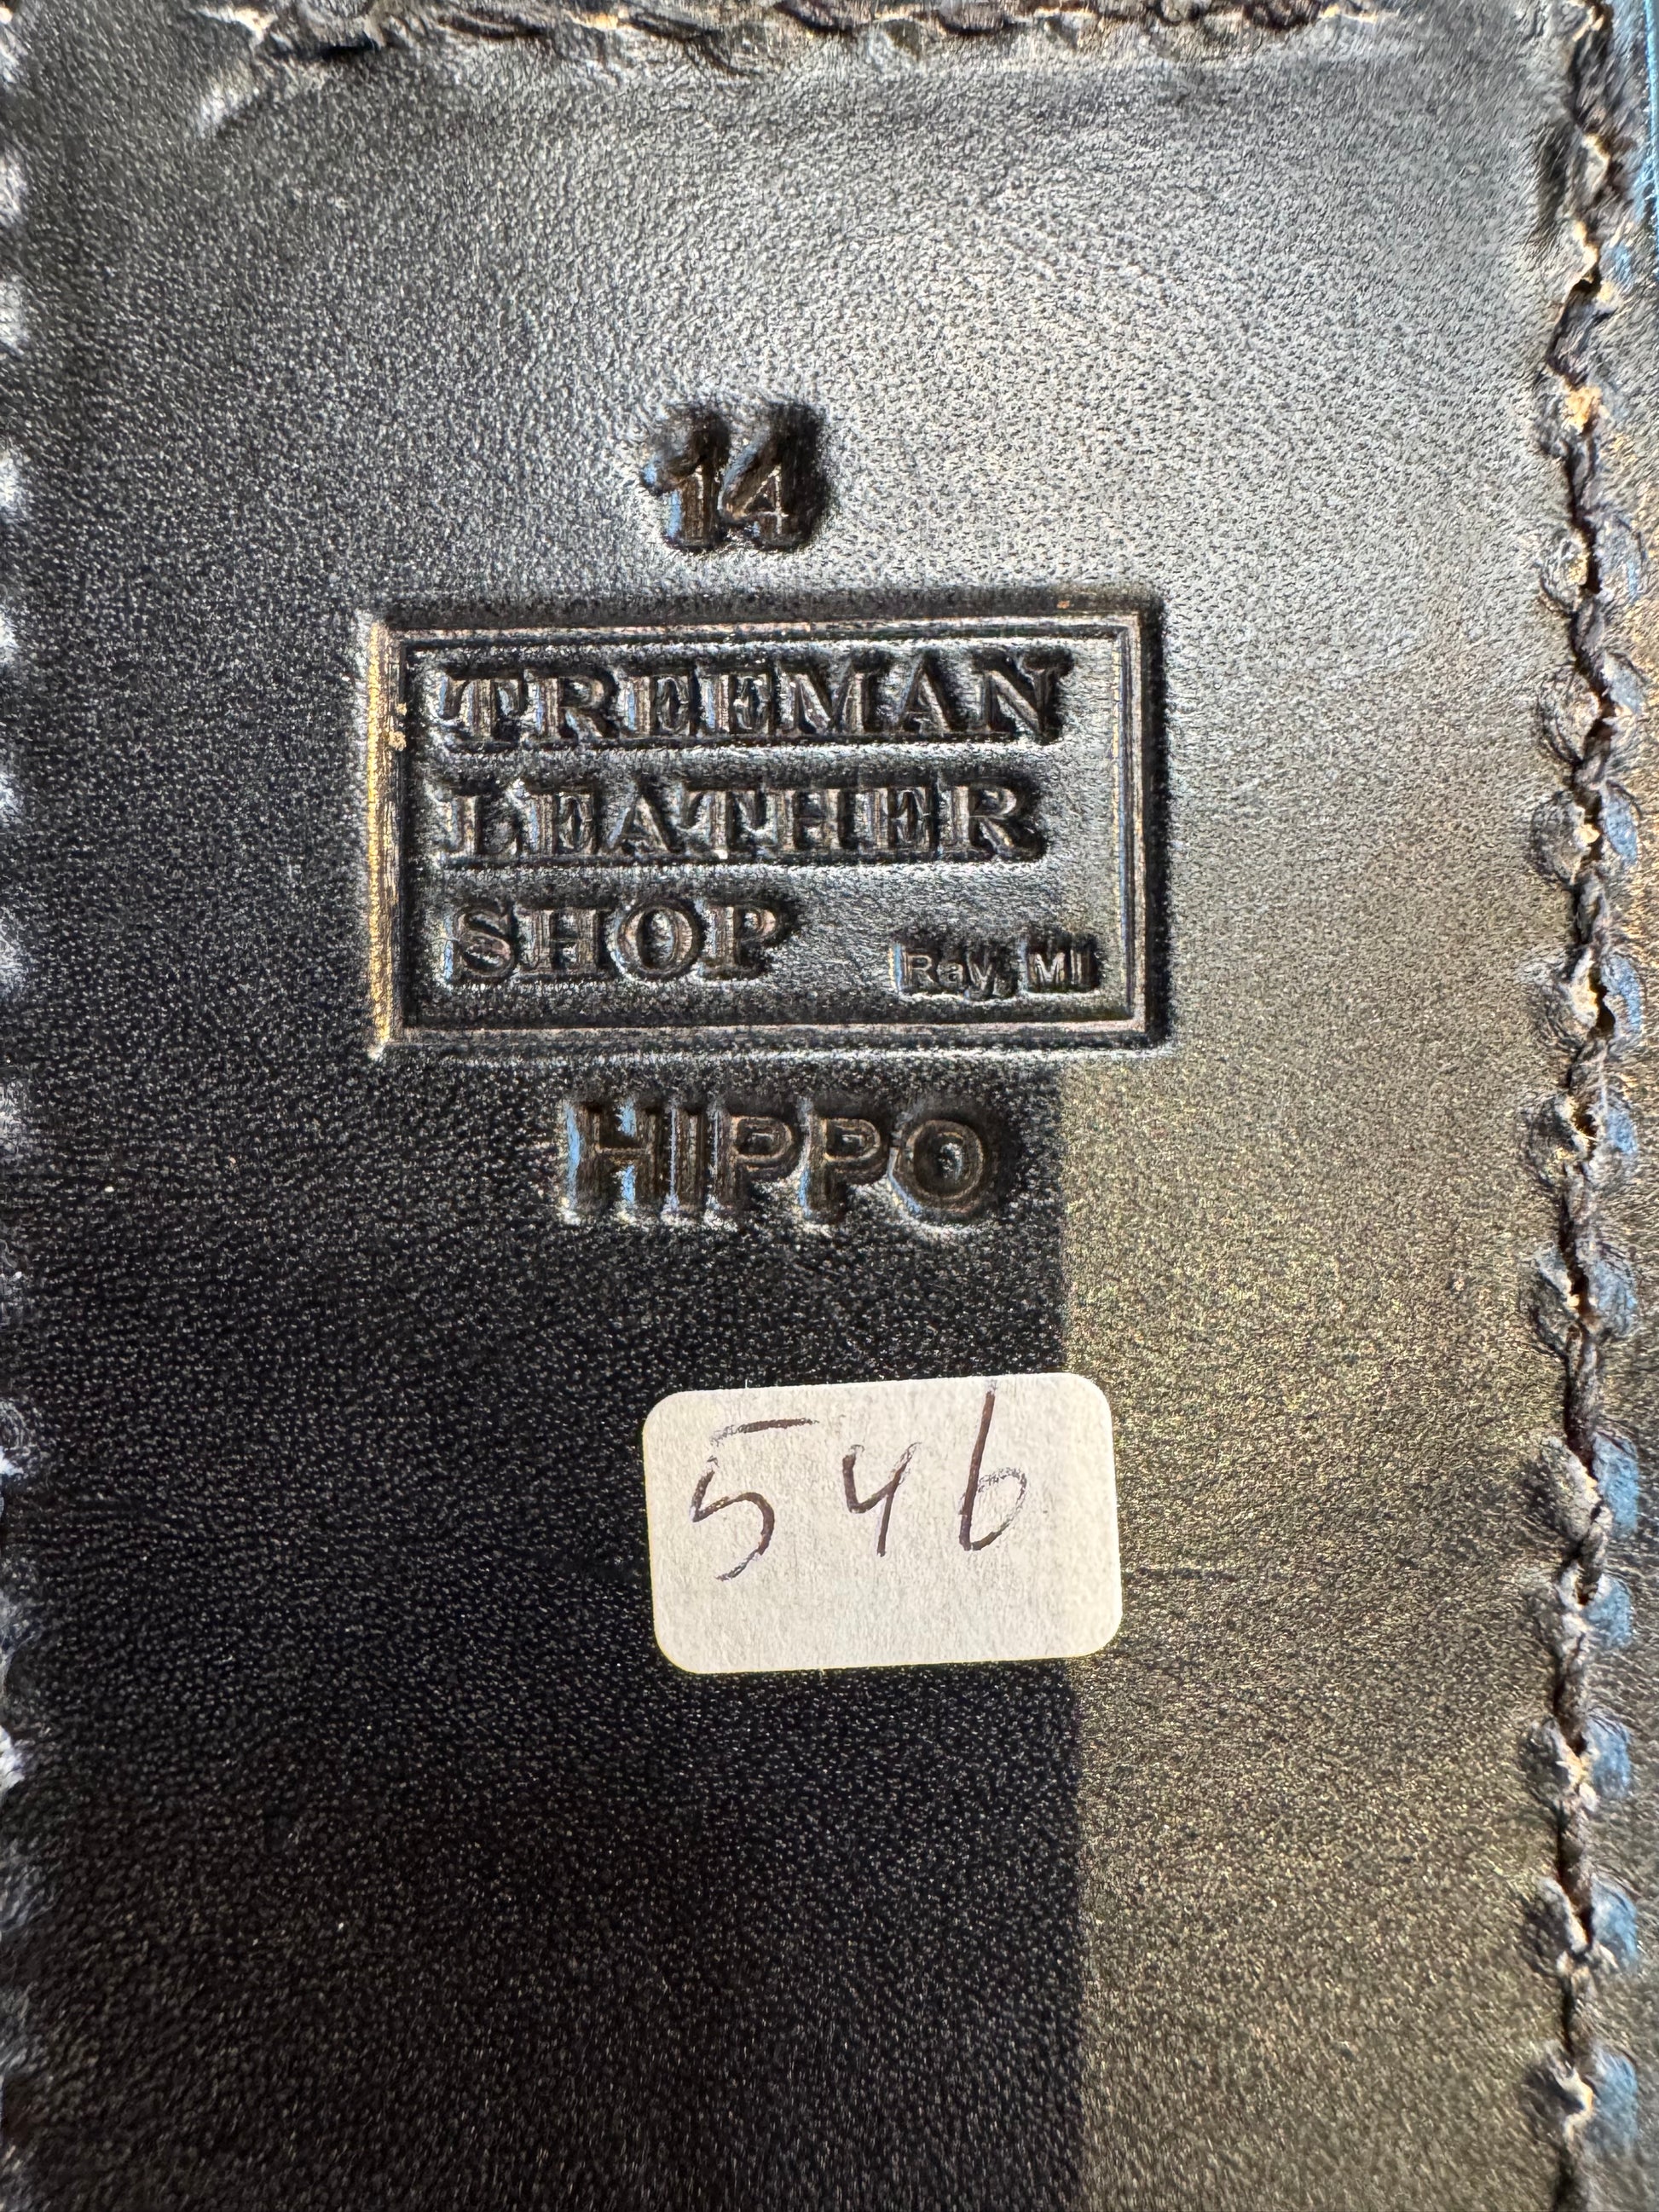 14
TREEMAN
LEATHER
SHOP Ray, MI
HIPPO
546